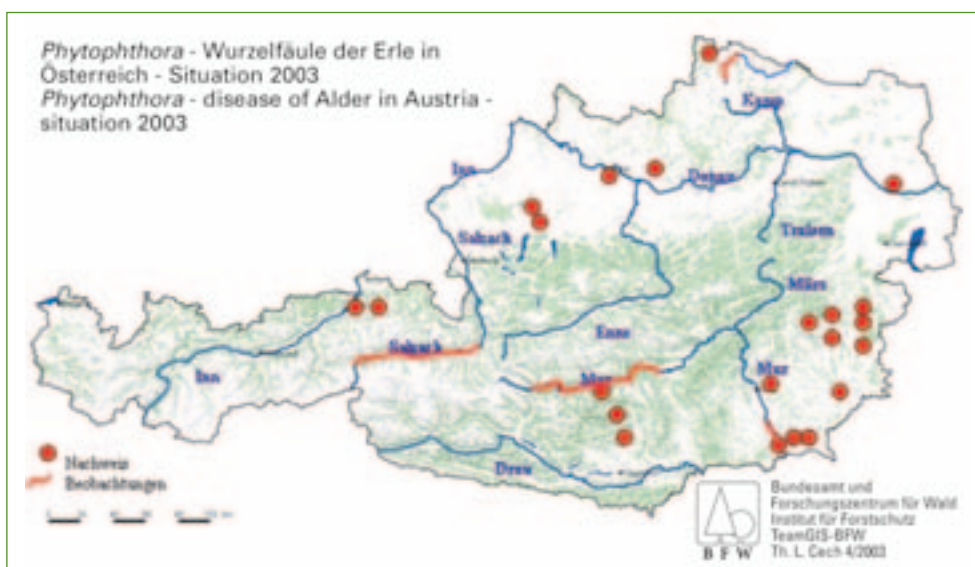 Phytophthora - Wurzelfäule der Erle in
Österreich - Situation 2003
Phytophthora - disease of Alder in Austria -
situation 2003
Kamp
Inn
Donau
Salzach
Traisen
Mürz
Enns
Salzach
Inn
Mur
Mur
Drau
Nachweis
Beobachtungen
km
Bundesamt und
Forschungszentrum für Wald
Institut für Forstschutz
TeamGIS-BFW
Th. L. Cech 4/2003
B F W